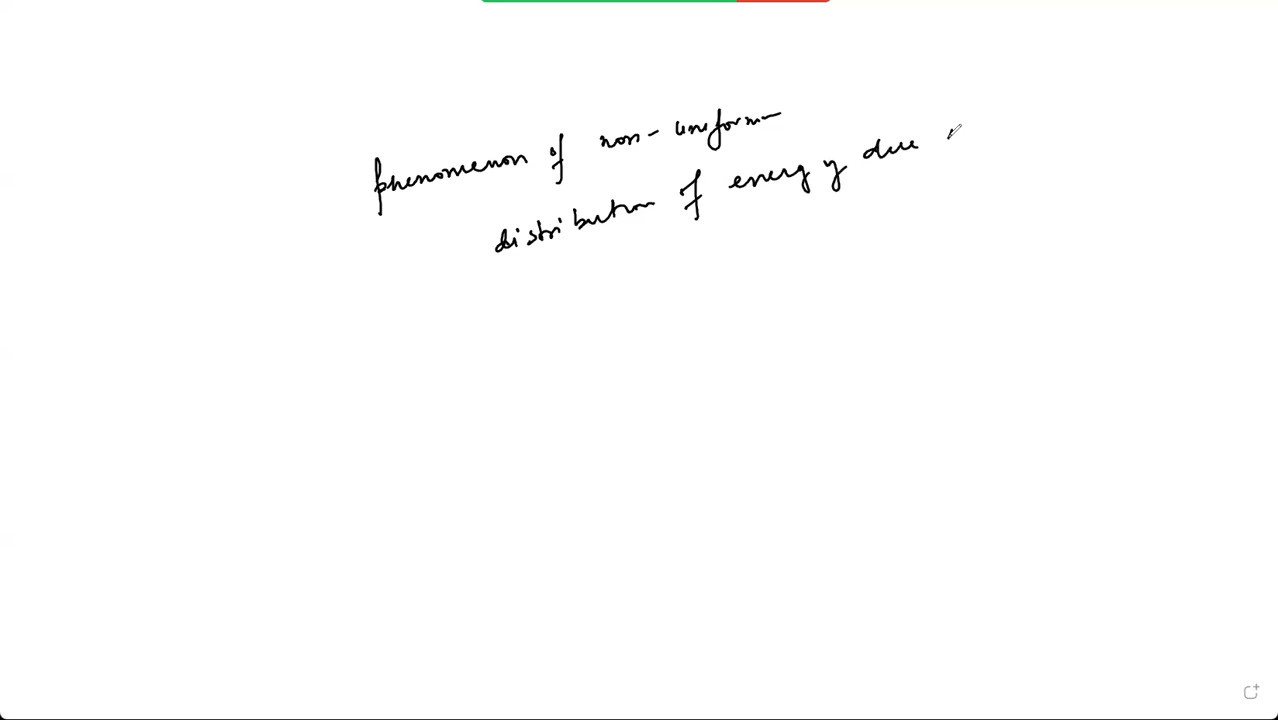 phenomenon of non-uniform
distribution of energy due